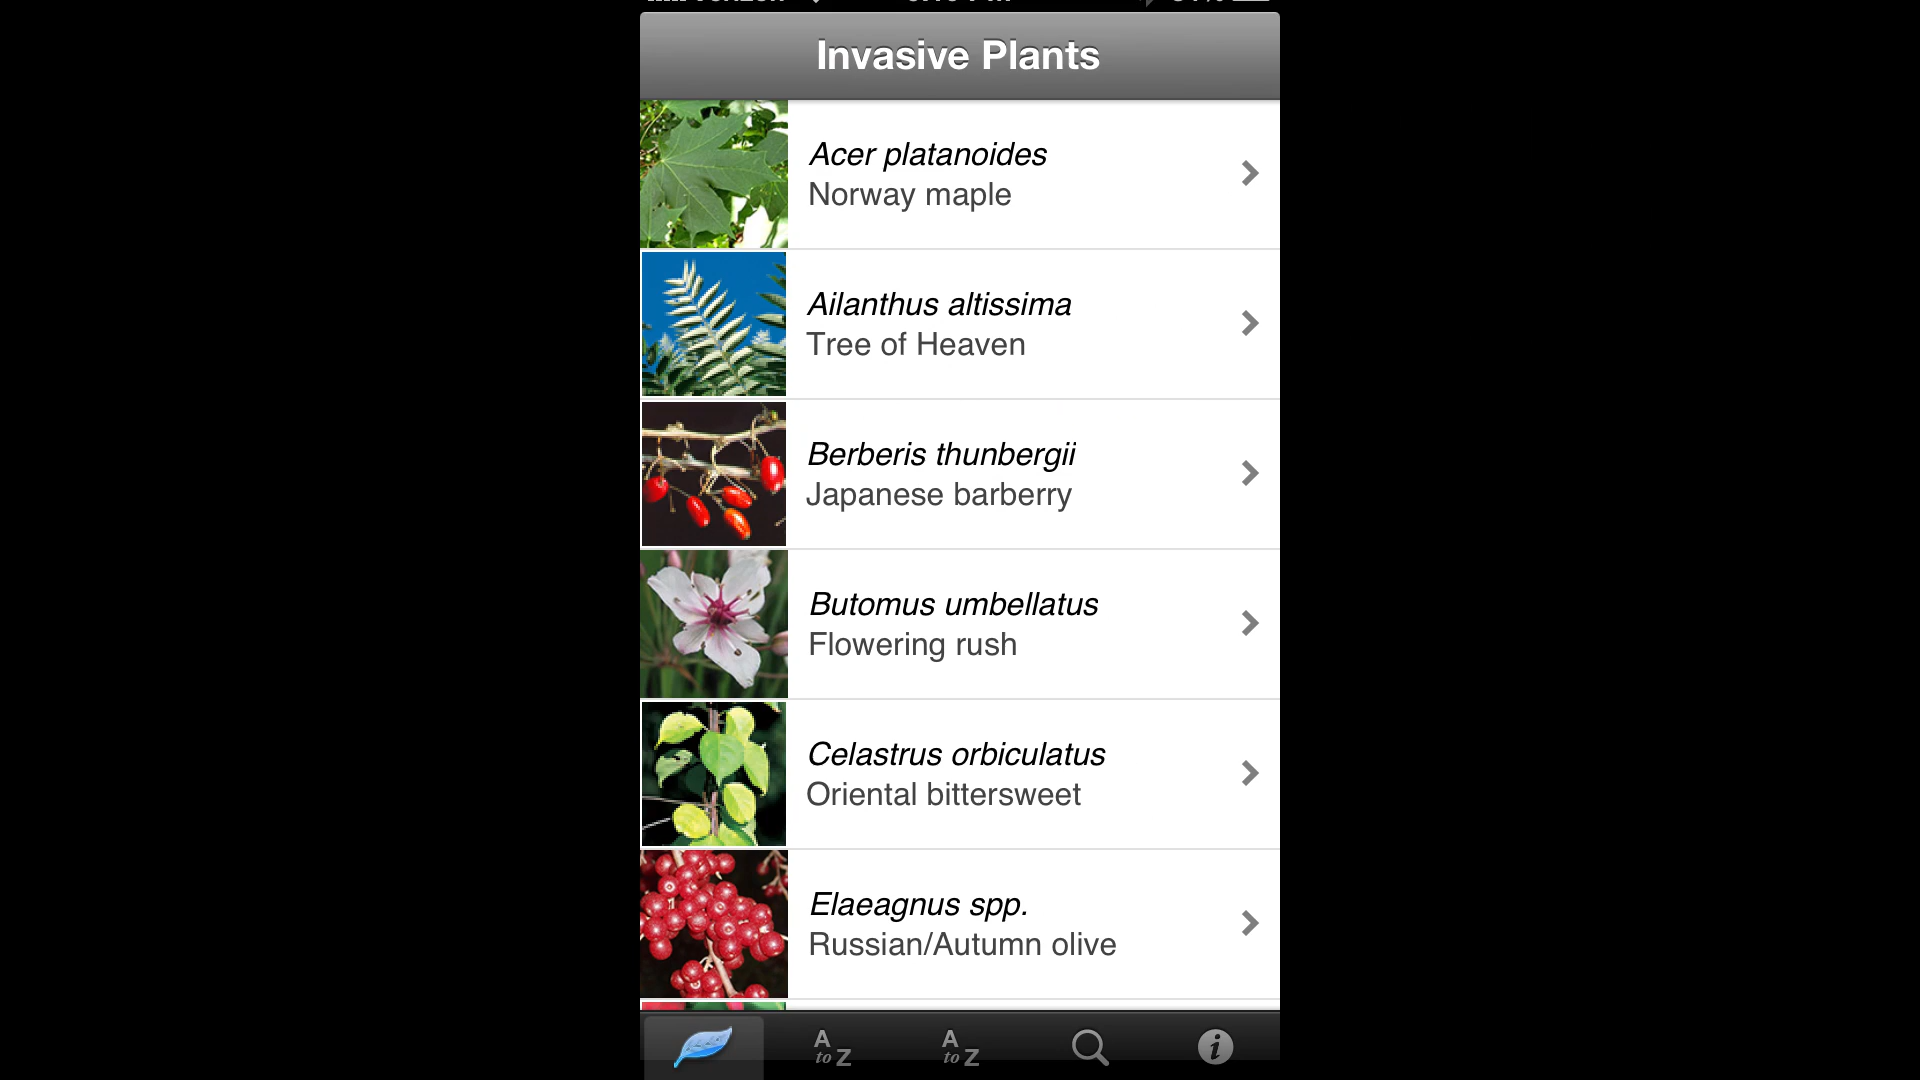 Invasive Plants
Acer platanoides
Norway maple
Ailanthus altissima
Tree of Heaven
Berberis thunbergii
Japanese barberry
Butomus umbellatus
Flowering rush
Celastrus orbiculatus
Oriental bittersweet
Elaeagnus spp.
Russian/Autumn olive
A to Z
A to Z
i